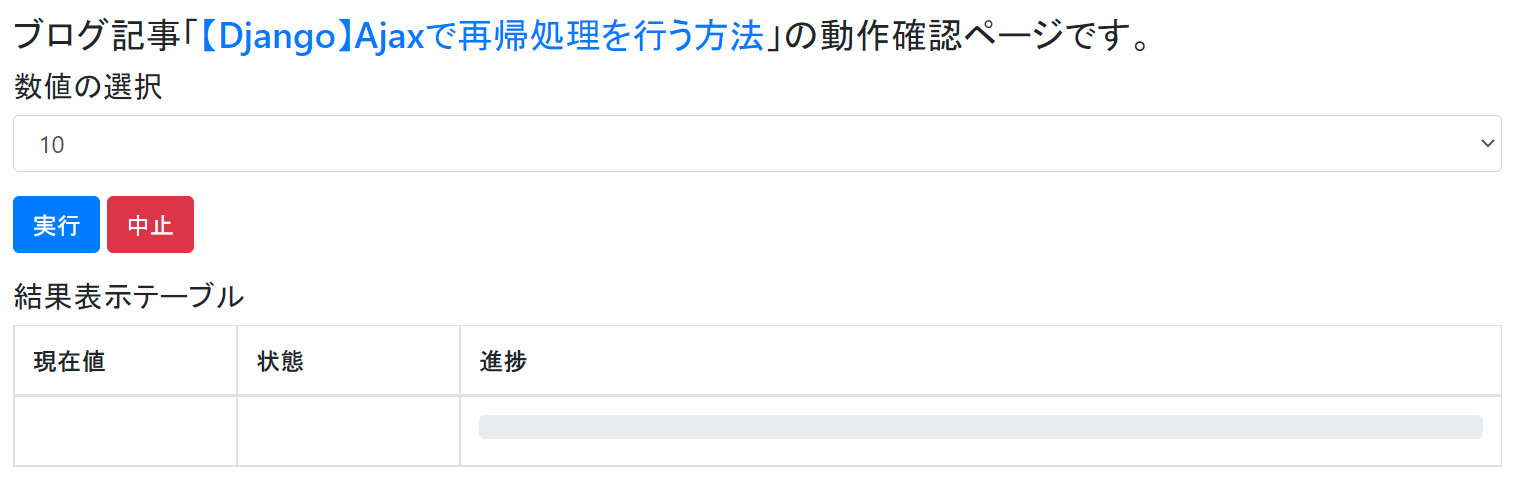 ブログ記事「【Django】Ajaxで再帰処理を行う方法」の動作確認ページです。
数値の選択
10
実行 中止
結果表示テーブル
現在値 状態 進捗